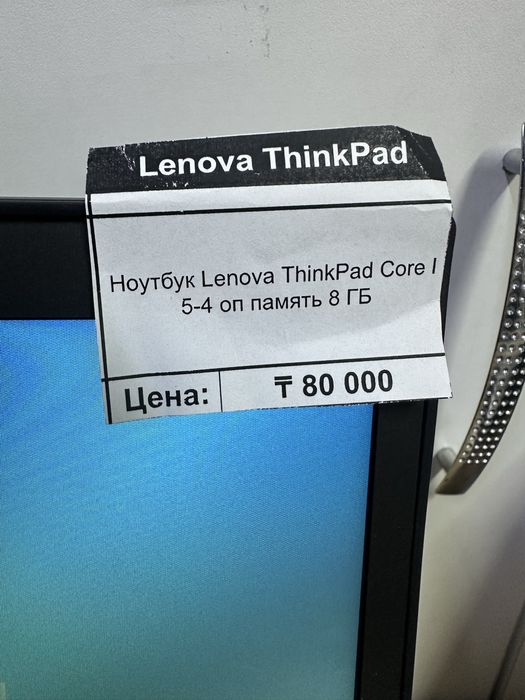 Lenova ThinkPad
Ноутбук Lenova ThinkPad Core I
5-4 оп память 8 ГБ
Цена: ₸ 80 000